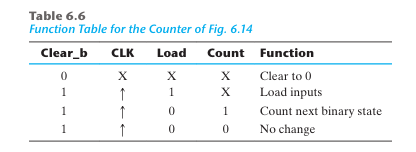 Table 6.6
Function Table for the Counter of Fig. 6.14
Clear_b CLK Load Count Function
0 X X X Clear to 0
1 ↑ 1 X Load inputs
1 ↑ 0 1 Count next binary state
1 ↑ 0 0 No change